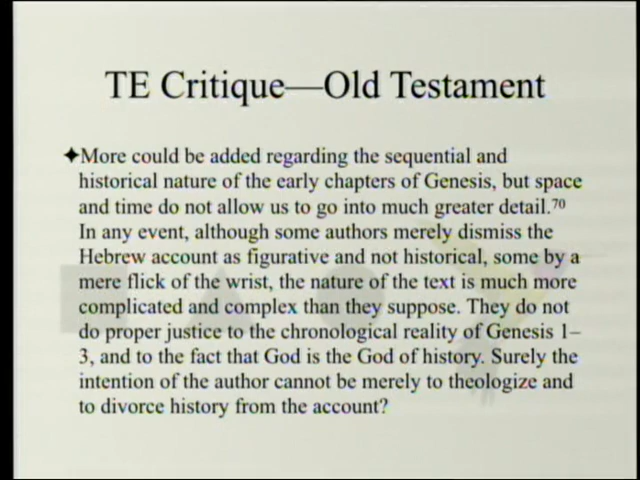 TE Critique—Old Testament
✦More could be added regarding the sequential and
historical nature of the early chapters of Genesis, but space
and time do not allow us to go into much greater detail.⁷⁰
In any event, although some authors merely dismiss the
Hebrew account as figurative and not historical, some by a
mere flick of the wrist, the nature of the text is much more
complicated and complex than they suppose. They do not
do proper justice to the chronological reality of Genesis 1–
3, and to the fact that God is the God of history. Surely the
intention of the author cannot be merely to theologize and
to divorce history from the account?